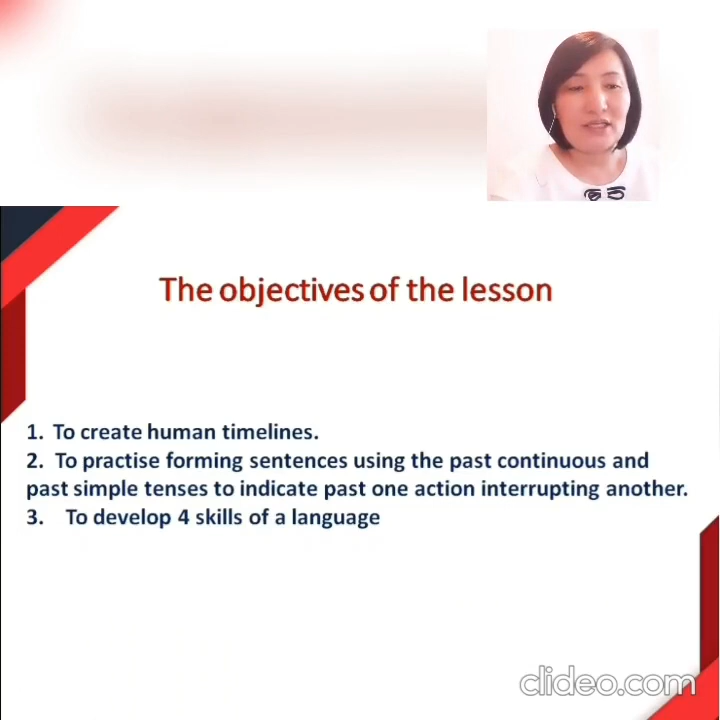 The objectives of the lesson
1. To create human timelines.
2. To practise forming sentences using the past continuous and
past simple tenses to indicate past one action interrupting another.
3. To develop 4 skills of a language
clideo.com